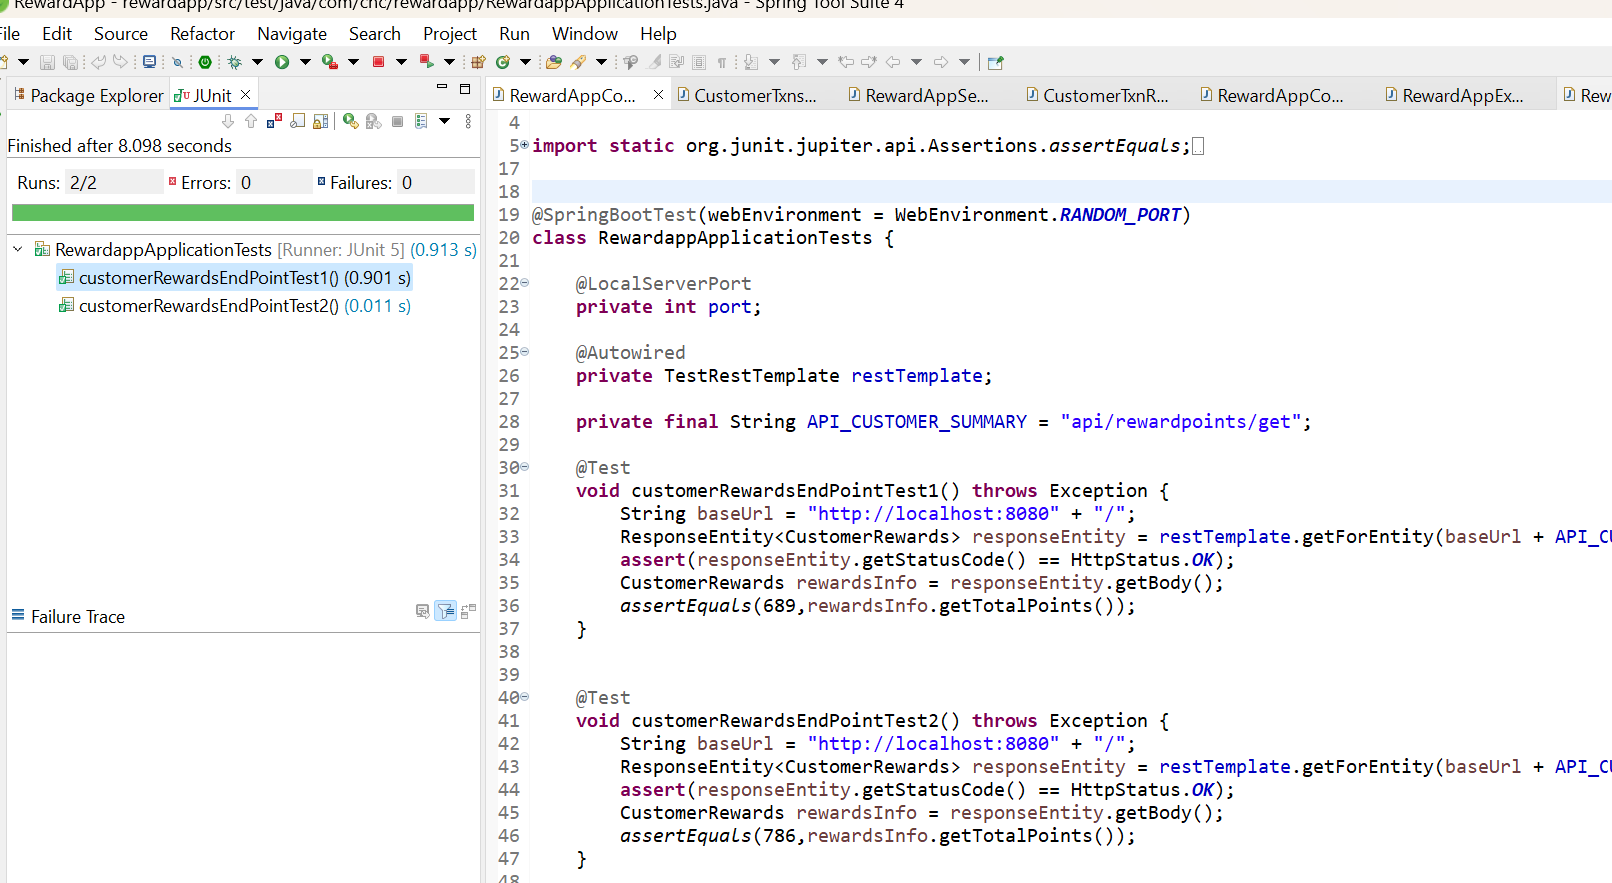 RewardApp - rewardapp/src/test/java/com/cnc/rewardapp/RewardappApplicationTests.java - Spring Tool Suite 4
File Edit Source Refactor Navigate Search Project Run Window Help
Package Explorer JUnit
RewardAppCo... CustomerTxns... RewardAppSe... CustomerTxnR... RewardAppCo... RewardAppEx... Rew
Finished after 8.098 seconds
Runs: 2/2 Errors: 0 Failures: 0
RewardappApplicationTests [Runner: JUnit 5] (0.913 s)
customerRewardsEndPointTest1() (0.901 s)
customerRewardsEndPointTest2() (0.011 s)
Failure Trace
4
5 import static org.junit.jupiter.api.Assertions.assertEquals;
17
18
19 @SpringBootTest(webEnvironment = WebEnvironment.RANDOM_PORT)
20 class RewardappApplicationTests {
21
22 @LocalServerPort
23 private int port;
24
25 @Autowired
26 private TestRestTemplate restTemplate;
27
28 private final String API_CUSTOMER_SUMMARY = "api/rewardpoints/get";
29
30 @Test
31 void customerRewardsEndPointTest1() throws Exception {
32 String baseUrl = "http://localhost:8080" + "/";
33 ResponseEntity<CustomerRewards> responseEntity = restTemplate.getForEntity(baseUrl + API_CU
34 assert(responseEntity.getStatusCode() == HttpStatus.OK);
35 CustomerRewards rewardsInfo = responseEntity.getBody();
36 assertEquals(689,rewardsInfo.getTotalPoints());
37 }
38
39
40 @Test
41 void customerRewardsEndPointTest2() throws Exception {
42 String baseUrl = "http://localhost:8080" + "/";
43 ResponseEntity<CustomerRewards> responseEntity = restTemplate.getForEntity(baseUrl + API_CU
44 assert(responseEntity.getStatusCode() == HttpStatus.OK);
45 CustomerRewards rewardsInfo = responseEntity.getBody();
46 assertEquals(786,rewardsInfo.getTotalPoints());
47 }
48